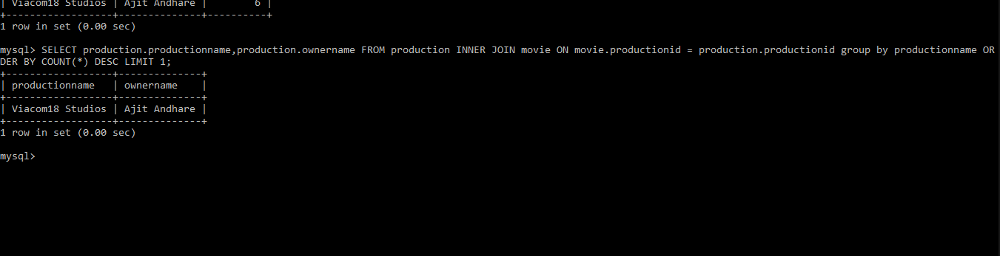 | Viacom18 Studios | Ajit Andhare |        6 |
+------------------+--------------+----------+
1 row in set (0.00 sec)

mysql> SELECT production.productionname,production.ownername FROM production INNER JOIN movie ON movie.productionid = production.productionid group by productionname OR
DER BY COUNT(*) DESC LIMIT 1;
+------------------+--------------+
| productionname   | ownername    |
+------------------+--------------+
| Viacom18 Studios | Ajit Andhare |
+------------------+--------------+
1 row in set (0.00 sec)

mysql>